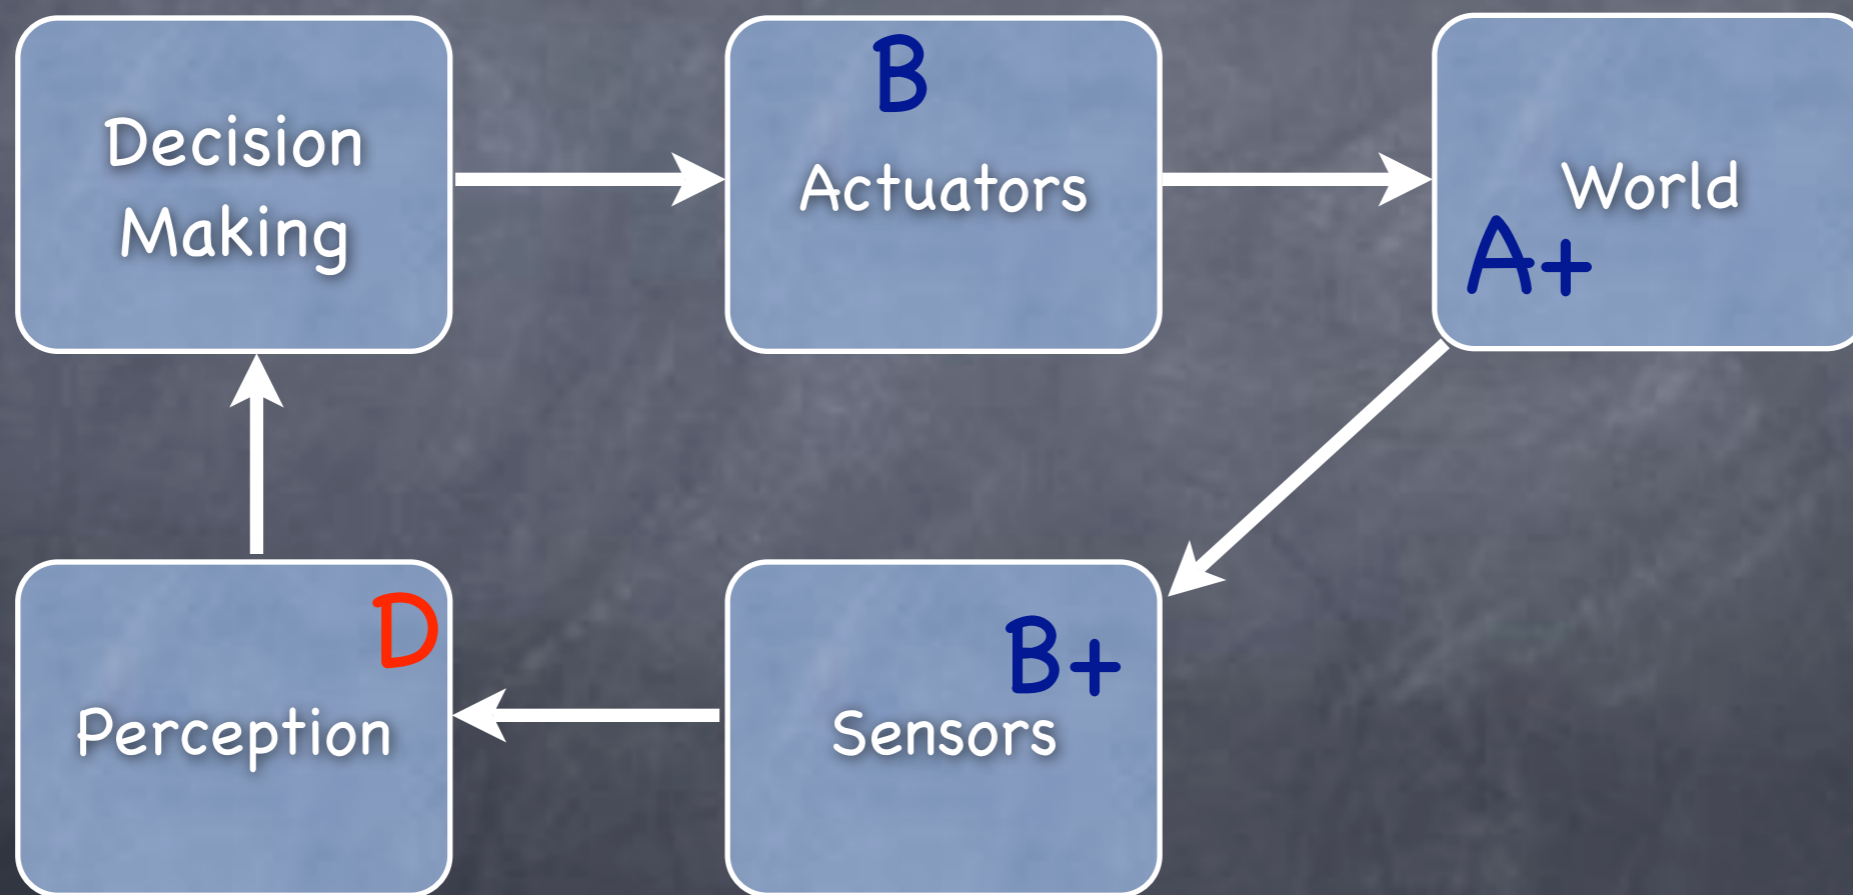 Decision
Making
B
Actuators
World
A+
D
Perception
B+
Sensors